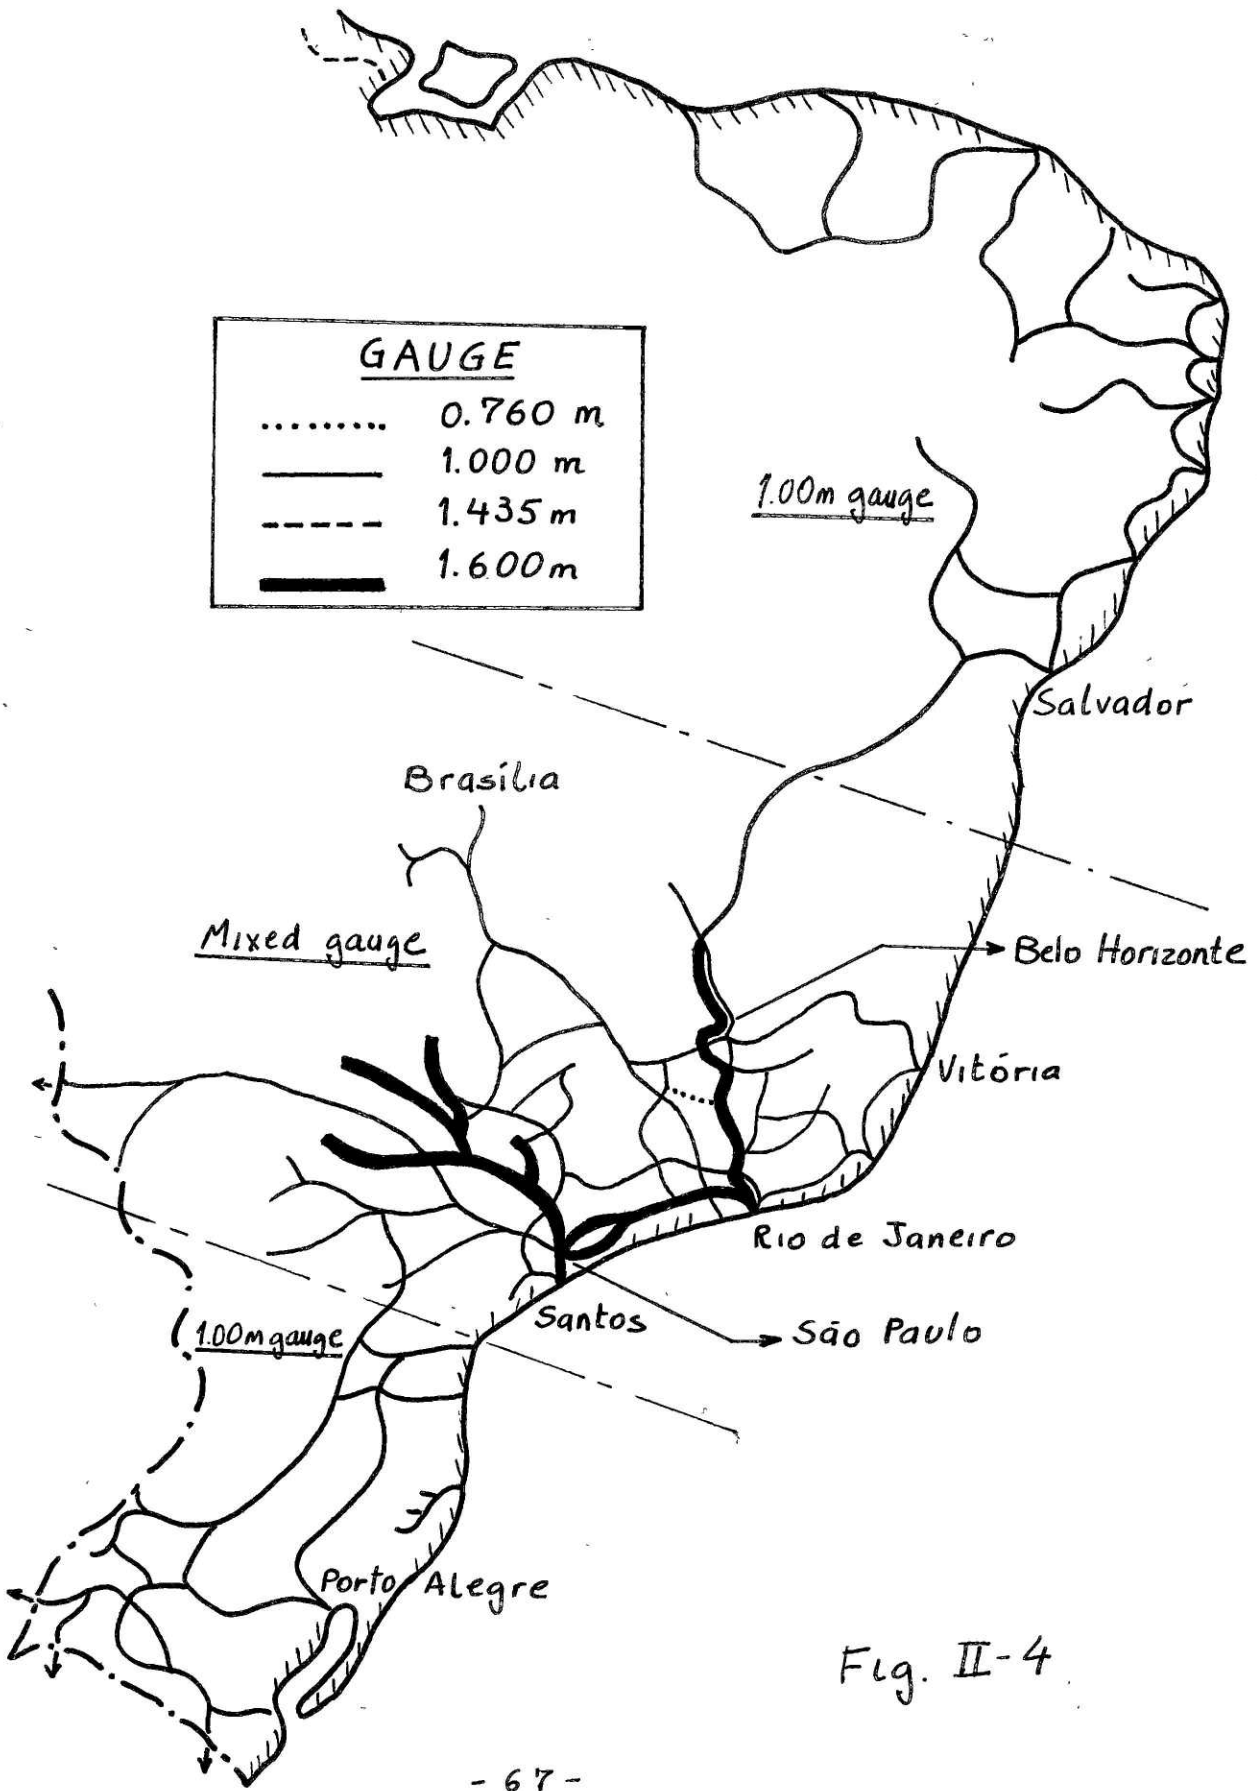 GAUGE
0.760 m
1.000 m
1.435 m
1.600 m
1.00m gauge
Salvador
Brasília
Mixed gauge
Belo Horizonte
Vitória
Rio de Janeiro
Santos
São Paulo
1.00m gauge
Porto Alegre
Fig. II-4
- 67 -